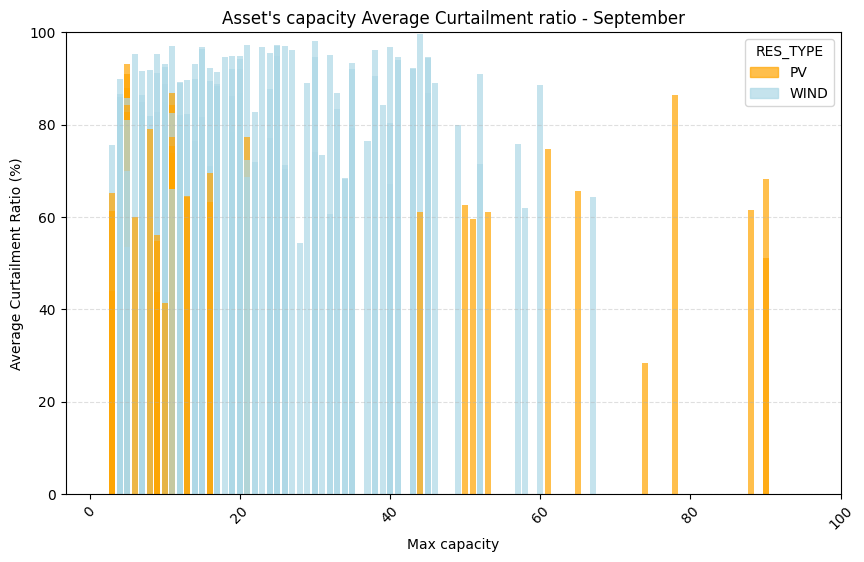 Asset's capacity Average Curtailment ratio - September
Average Curtailment Ratio (%)
100
80
60
40
20
0
RES_TYPE
PV
WIND
0
20
40
60
80
100
Max capacity